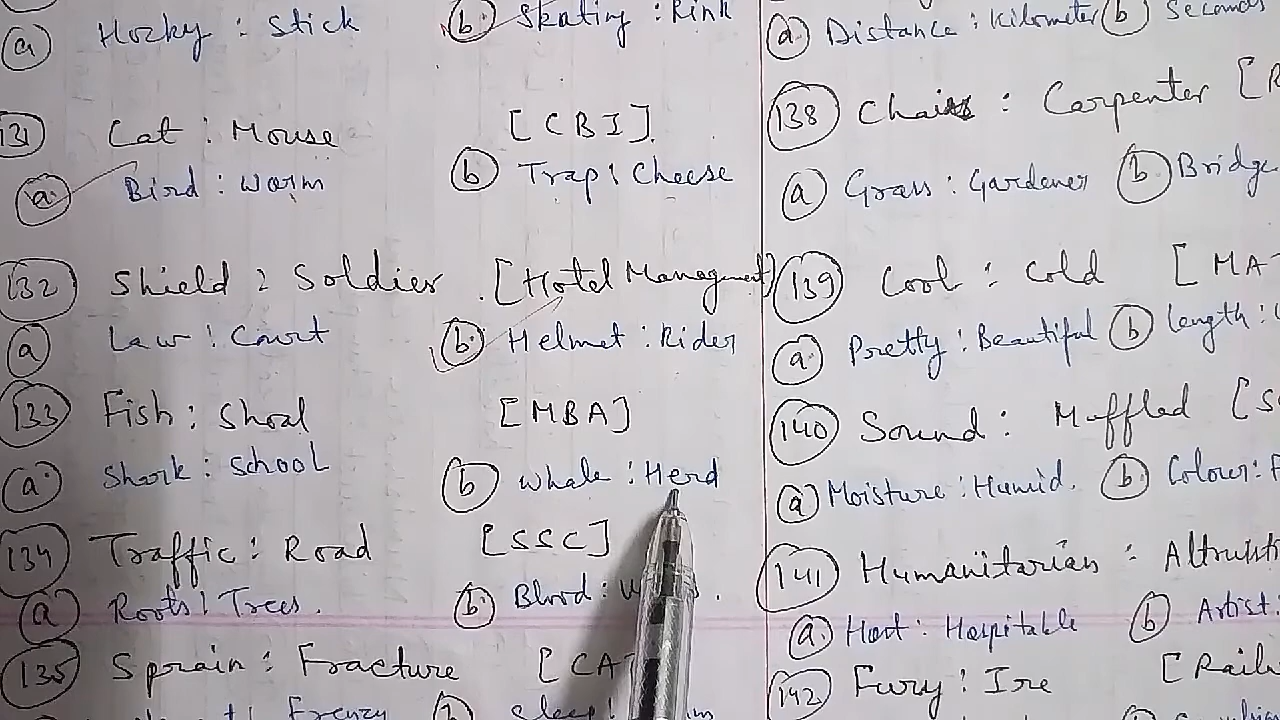 a Hocky : Stick b Skating : Rink
131 Cat : Mouse [CBI].
a Bird : Worm b Trap : Cheese
132 Shield : Soldier . [Hotel Managment]
a Law : Court b Helmet : Rider
133 Fish : Shoal [MBA]
a Shark : School b Whale : Herd
134 Traffic : Road [SSC]
a Roots : Trees . b Blood :
135 Sprain : Fracture
Frenzy
a Distance : Kilometer b Seconds
138 Chair : Carpenter
a Grass : Gardener b Bridge
139 Cool : Cold
a Pretty : Beautiful b Length :
140 Sound : Muffled
a Moisture : Humid . b Colour :
141 Humanitarian :
a Host : Hospitable b Artist :
142 Fury : Ire